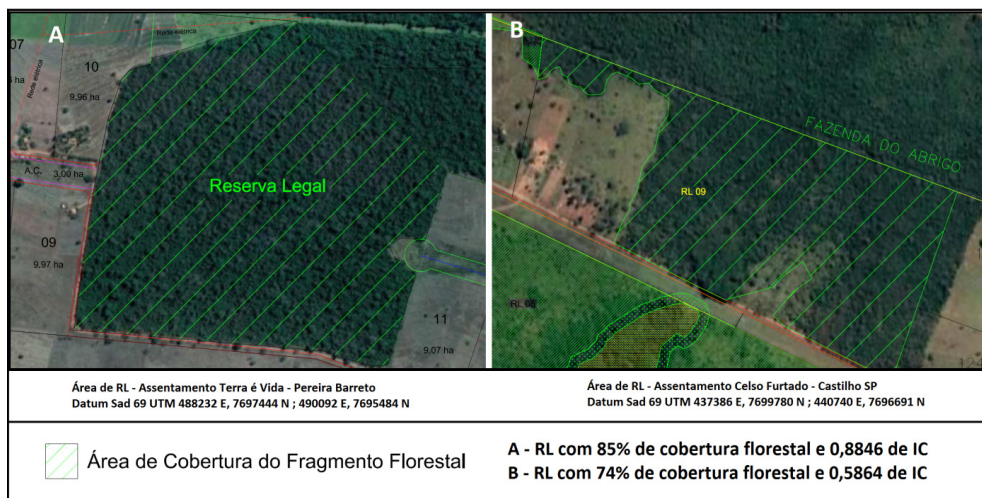 A
07
Rede elétrica
10
9.96 ha
Rede elétrica
A.C.
3.00 ha
Reserva Legal
09
9.97 ha
11
9.07 ha
B
FAZENDA DO ABRIGO
RL 09
RL 08
Área de RL - Assentamento Terra é Vida - Pereira Barreto
Datum Sad 69 UTM 488232 E, 7697444 N ; 490092 E, 7695484 N
Área de RL - Assentamento Celso Furtado - Castilho SP
Datum Sad 69 UTM 437386 E, 7699780 N ; 440740 E, 7696691 N
Área de Cobertura do Fragmento Florestal
A - RL com 85% de cobertura florestal e 0,8846 de IC
B - RL com 74% de cobertura florestal e 0,5864 de IC